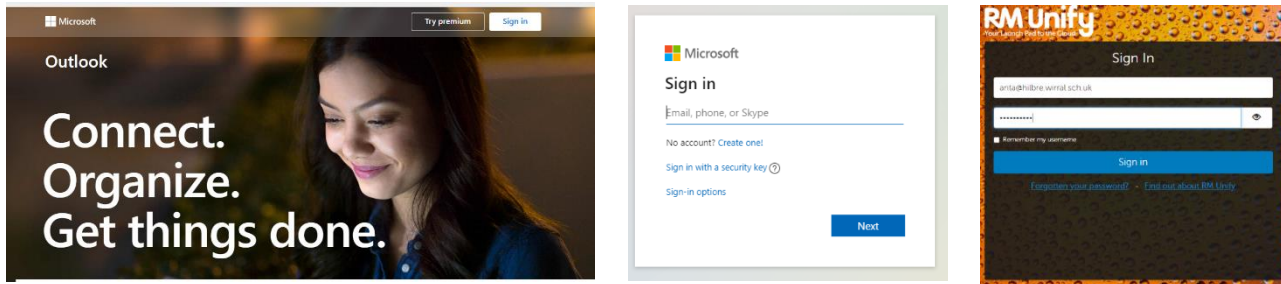 Microsoft
Try premium
Sign in
Outlook
Connect.
Organize.
Get things done.
Microsoft
Sign in
Email, phone, or Skype
No account? Create one!
Sign in with a security key ?
Sign-in options
Next
RM Unify
Your Launch Pad to the Cloud
Sign In
anla@hilbre.wirral.sch.uk
••••••••••
Remember my username
Sign in
Forgotten your password? - Find out about RM Unify